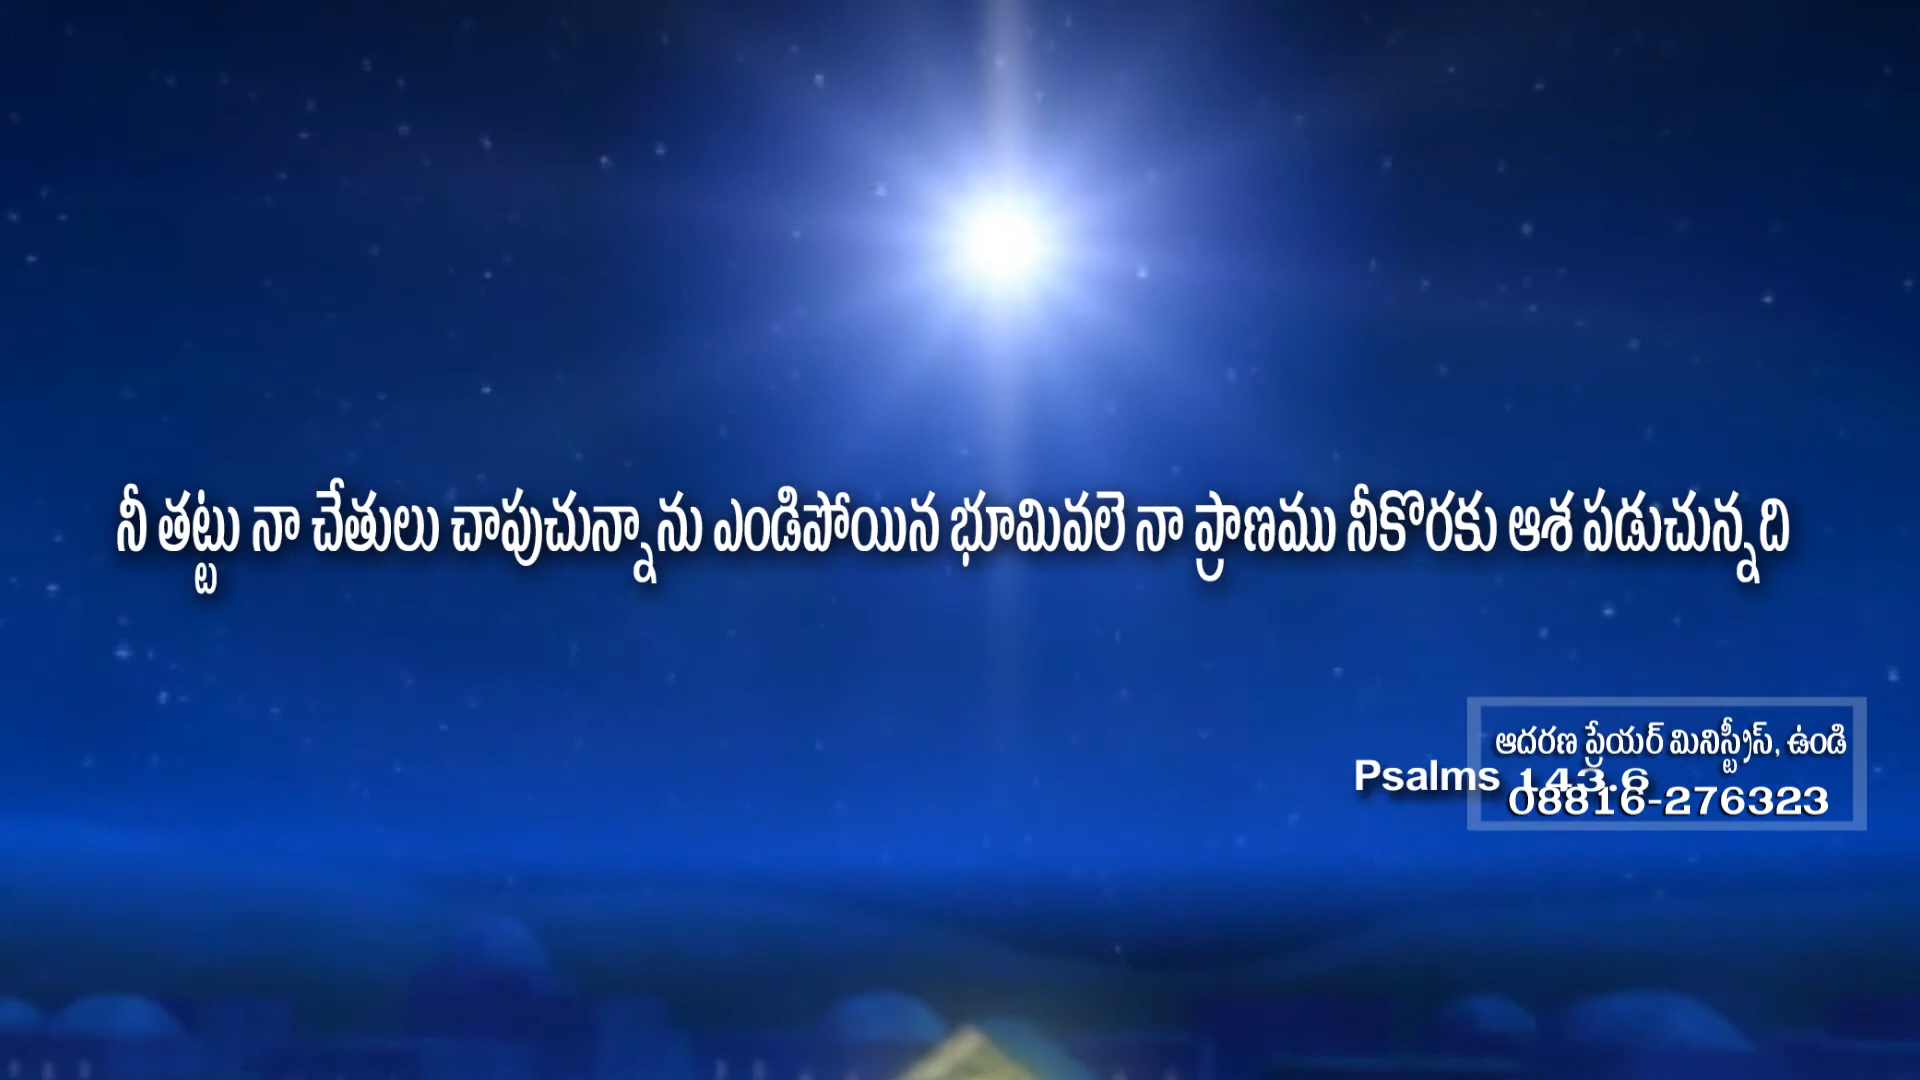 నీ తట్టు నా చేతులు చాపుచున్నాను ఎండిపోయిన భూమివలె నా ప్రాణము నీకొరకు ఆశ పడుచున్నది
ఆదరణ ప్రేయర్ మినిస్ట్రీస్, ఉండి
Psalms 143:6
08816-276323